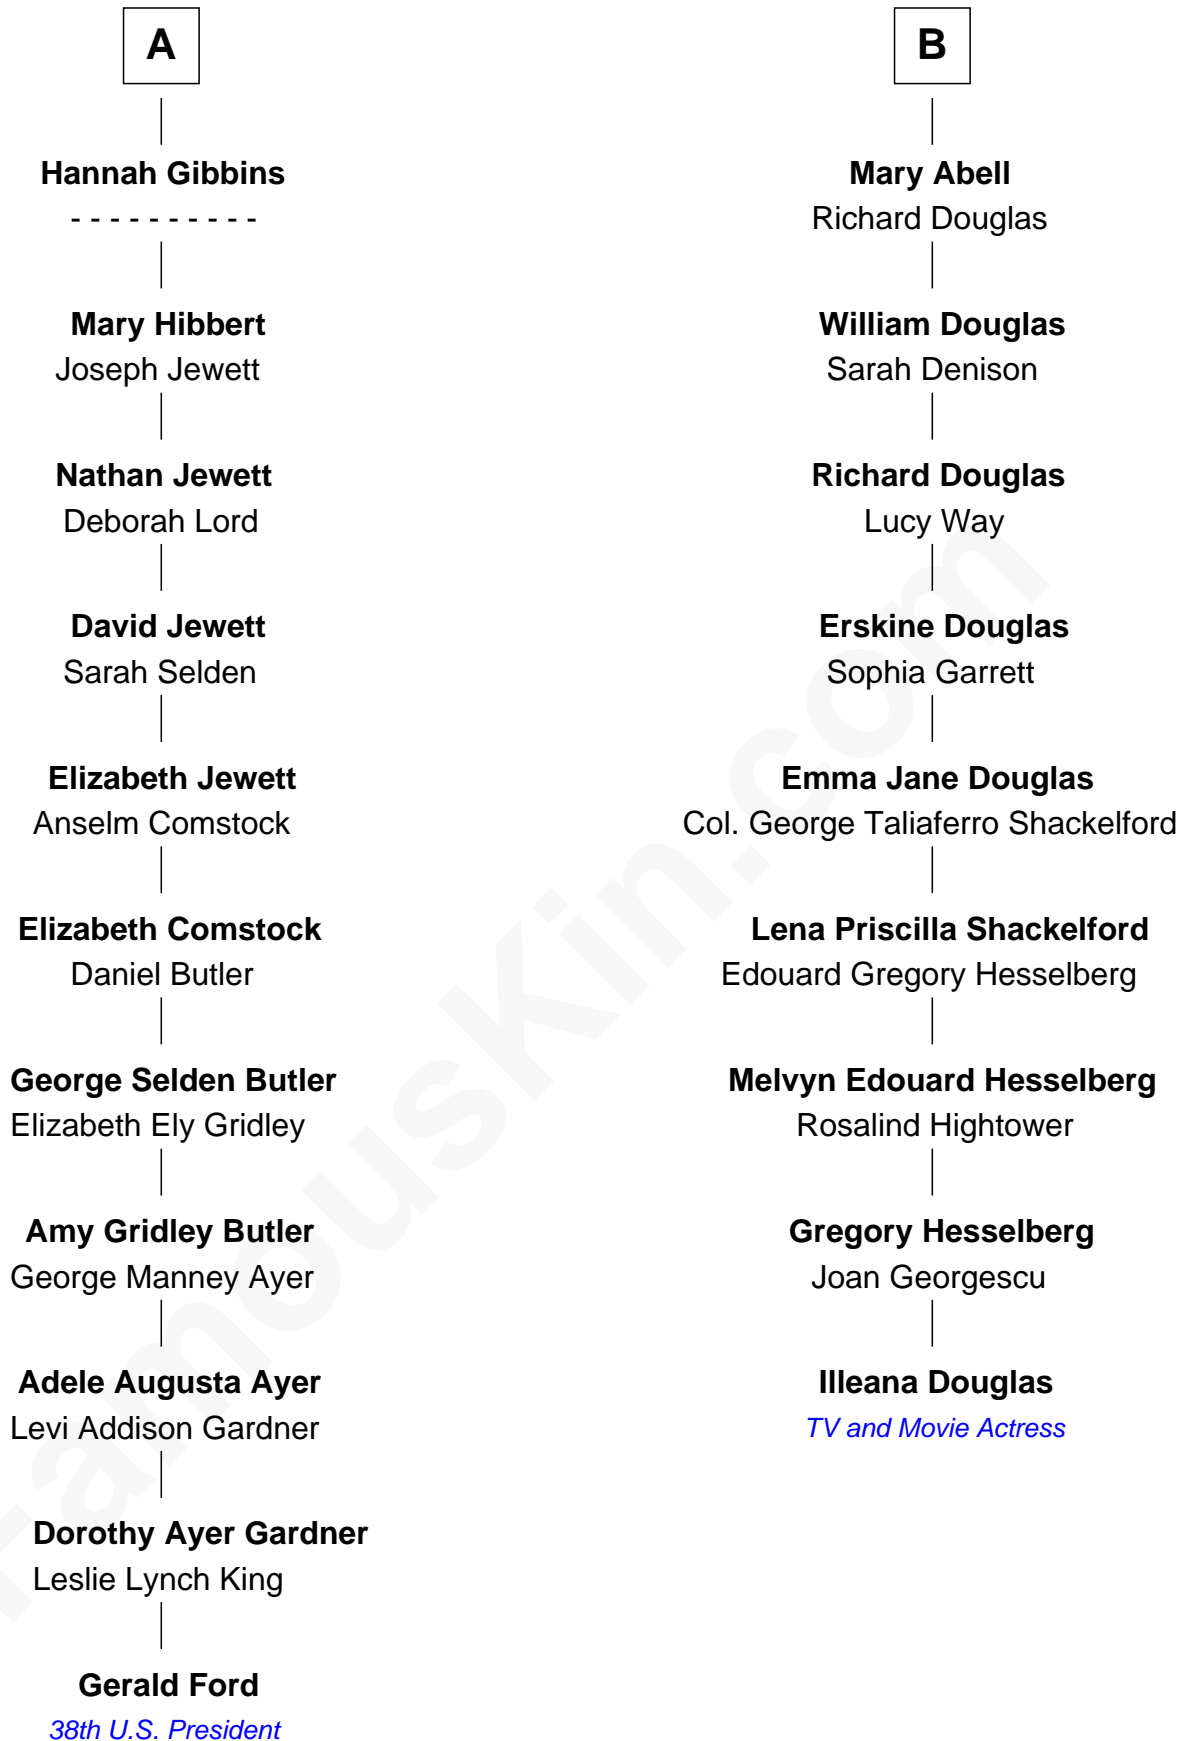 A
Hannah Gibbins
- - - - - - - - - -
Mary Hibbert
Joseph Jewett
Nathan Jewett
Deborah Lord
David Jewett
Sarah Selden
Elizabeth Jewett
Anselm Comstock
Elizabeth Comstock
Daniel Butler
George Selden Butler
Elizabeth Ely Gridley
Amy Gridley Butler
George Manney Ayer
Adele Augusta Ayer
Levi Addison Gardner
Dorothy Ayer Gardner
Leslie Lynch King
Gerald Ford
38th U.S. President
B
Mary Abell
Richard Douglas
William Douglas
Sarah Denison
Richard Douglas
Lucy Way
Erskine Douglas
Sophia Garrett
Emma Jane Douglas
Col. George Taliaferro Shackelford
Lena Priscilla Shackelford
Edouard Gregory Hesselberg
Melvyn Edouard Hesselberg
Rosalind Hightower
Gregory Hesselberg
Joan Georgescu
Illeana Douglas
TV and Movie Actress
FamousKin.com